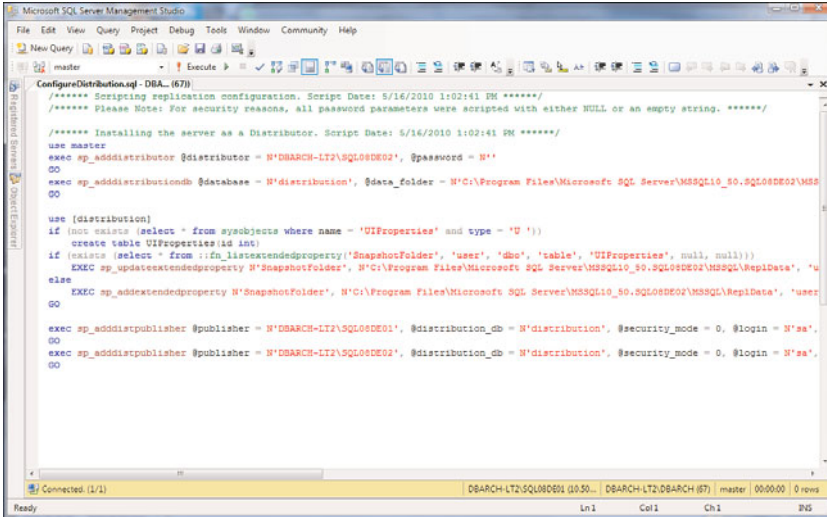 Microsoft SQL Server Management Studio
File Edit View Query Project Debug Tools Window Community Help
New Query
master Execute
ConfigureDistribution.sql - DBA... (67))
Registered Servers
Object Explorer
/****** Scripting replication configuration. Script Date: 5/16/2010 1:02:41 PM ******/
/****** Please Note: For security reasons, all password parameters were scripted with either NULL or an empty string. ******/
/****** Installing the server as a Distributor. Script Date: 5/16/2010 1:02:41 PM ******/
use master
exec sp_adddistributor @distributor = N'DBARCH-LT2\SQL08DE02', @password = N''
GO
exec sp_adddistributiondb @database = N'distribution', @data_folder = N'C:\Program Files\Microsoft SQL Server\MSSQL10_50.SQL08DE02\MSS
GO
use [distribution]
if (not exists (select * from sysobjects where name = 'UIProperties' and type = 'U '))
create table UIProperties(id int)
if (exists (select * from ::fn_listextendedproperty('SnapshotFolder', 'user', 'dbo', 'table', 'UIProperties', null, null)))
EXEC sp_updateextendedproperty N'SnapshotFolder', N'C:\Program Files\Microsoft SQL Server\MSSQL10_50.SQL08DE02\MSSQL\ReplData', 'u
else
EXEC sp_addextendedproperty N'SnapshotFolder', N'C:\Program Files\Microsoft SQL Server\MSSQL10_50.SQL08DE02\MSSQL\ReplData', 'user
GO
exec sp_adddistpublisher @publisher = N'DBARCH-LT2\SQL08DE01', @distribution_db = N'distribution', @security_mode = 0, @login = N'sa',
GO
exec sp_adddistpublisher @publisher = N'DBARCH-LT2\SQL08DE02', @distribution_db = N'distribution', @security_mode = 0, @login = N'sa',
GO
Connected. (1/1) DBARCH-LT2\SQL08DE01 (10.50... DBARCH-LT2\DBARCH (67) master 00:00:00 0 rows
Ready Ln 1 Col 1 Ch 1 INS